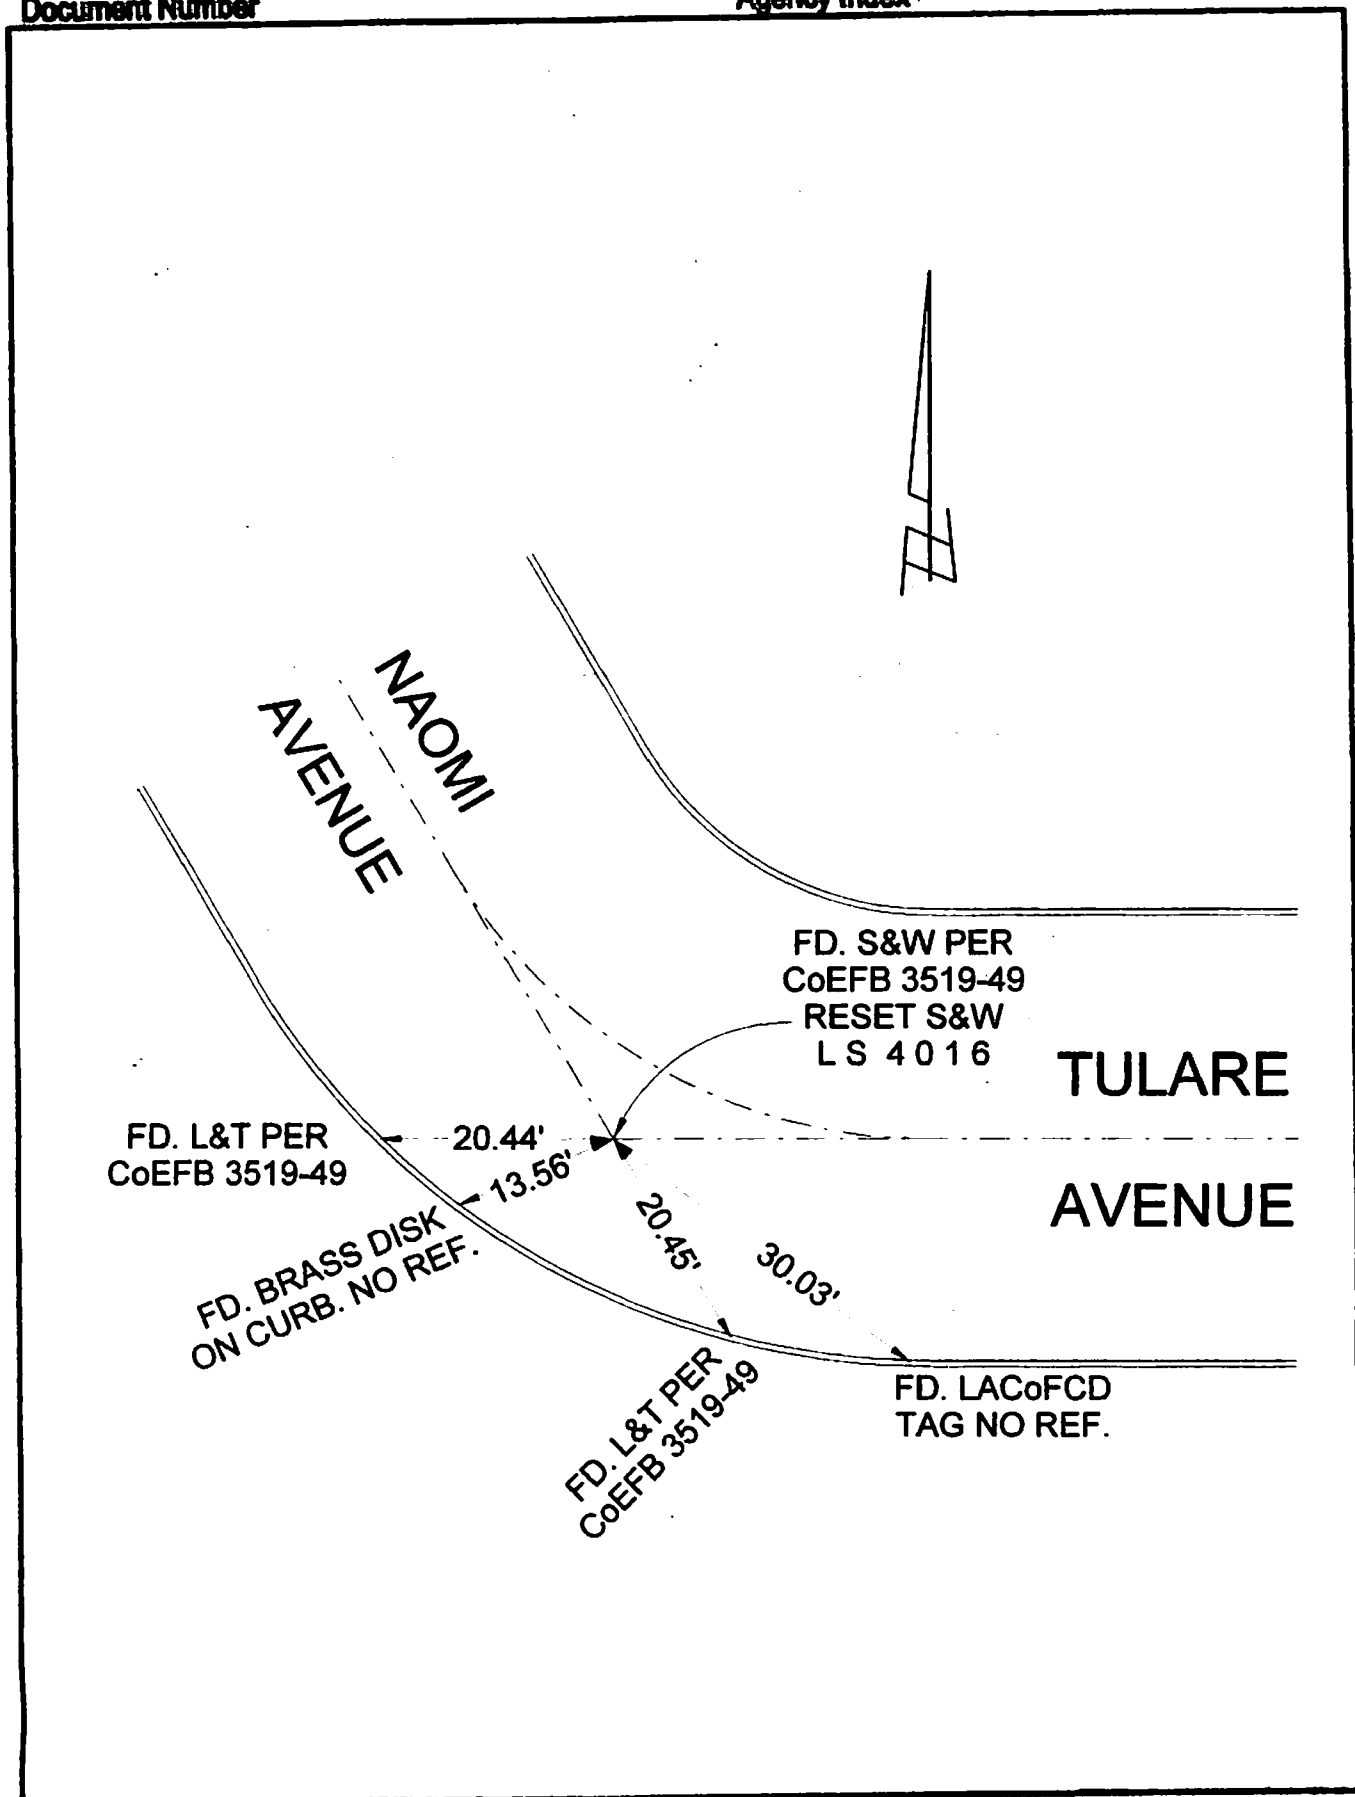 Document Number
Agency Index
NAOMI
AVENUE
FD. S&W PER
CoEFB 3519-49
RESET S&W
LS 4016
TULARE
AVENUE
FD. L&T PER
CoEFB 3519-49
20.44'
13.56'
20.45'
30.03'
FD. BRASS DISK
ON CURB. NO REF.
FD. L&T PER
CoEFB 3519-49
FD. LACoFCD
TAG NO REF.